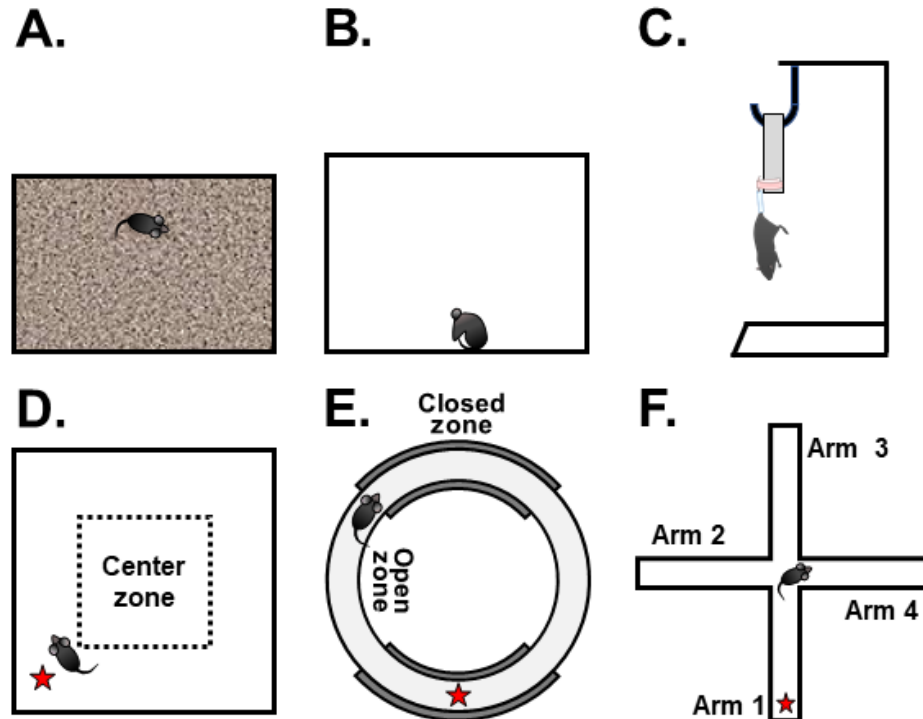 A.
B.
C.
D.
Center
zone
E.
Closed
zone
Open
zone
F.
Arm 3
Arm 2
Arm 4
Arm 1